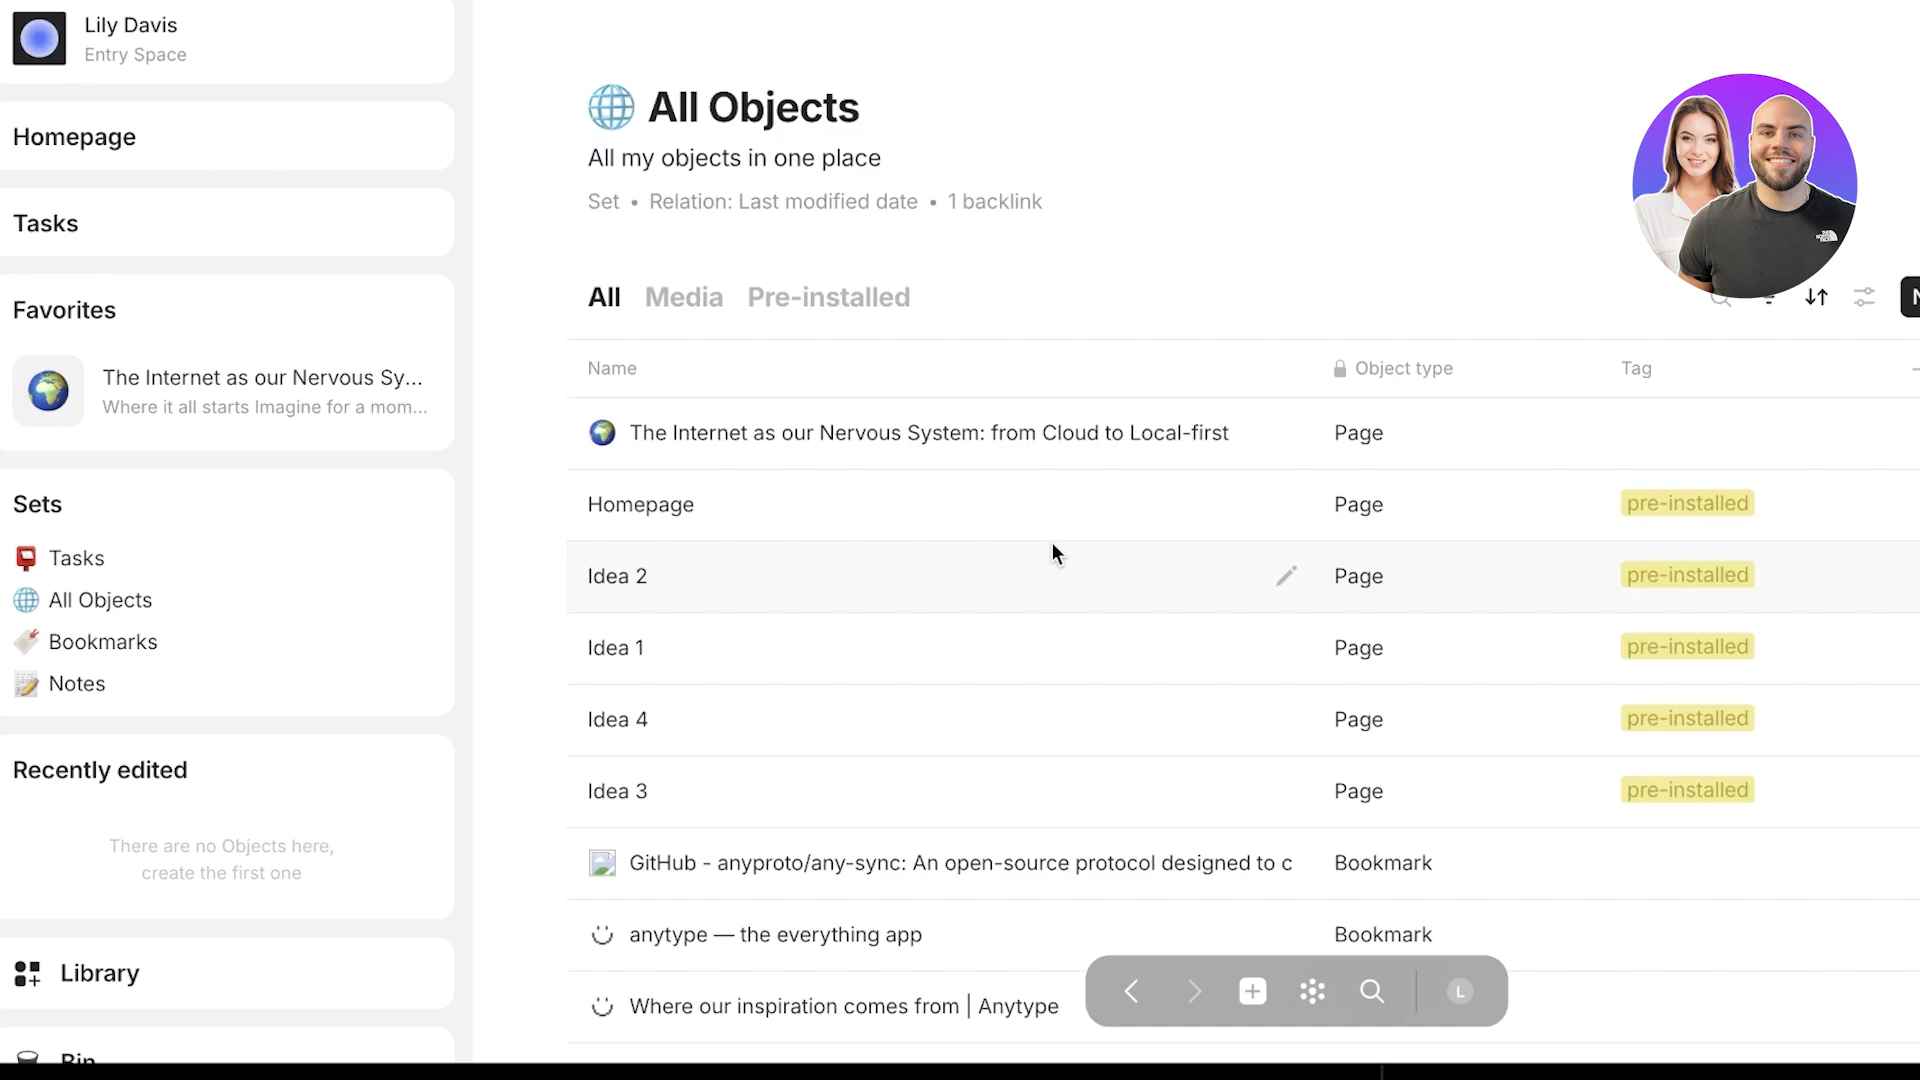 Lily Davis
Entry Space
Homepage
Tasks
Favorites
The Internet as our Nervous Sy...
Where it all starts Imagine for a mom...
Sets
Tasks
All Objects
Bookmarks
Notes
Recently edited
There are no Objects here,
create the first one
Library
Bin
All Objects
All my objects in one place
Set • Relation: Last modified date • 1 backlink
All Media Pre-installed
Name Object type Tag
The Internet as our Nervous System: from Cloud to Local-first Page
Homepage Page pre-installed
Idea 2 Page pre-installed
Idea 1 Page pre-installed
Idea 4 Page pre-installed
Idea 3 Page pre-installed
GitHub - anyproto/any-sync: An open-source protocol designed to c Bookmark
anytype — the everything app Bookmark
Where our inspiration comes from | Anytype
L